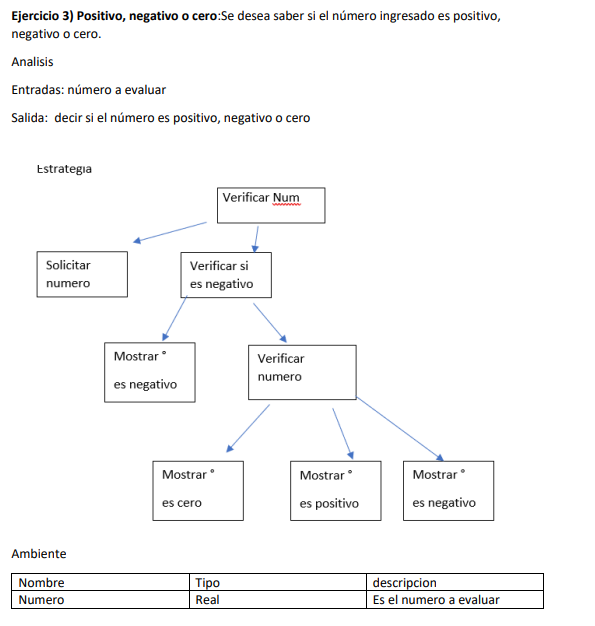 Ejercicio 3) Positivo, negativo o cero:Se desea saber si el número ingresado es positivo,
negativo o cero.
Analisis
Entradas: número a evaluar
Salida: decir si el número es positivo, negativo o cero
Estrategia
Verificar Num
Solicitar
numero
Verificar si
es negativo
Mostrar °
es negativo
Verificar
numero
Mostrar °
es cero
Mostrar °
es positivo
Mostrar °
es negativo
Ambiente
Nombre Tipo descripcion
Numero Real Es el numero a evaluar